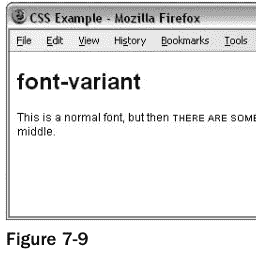 CSS Example - Mozilla Firefox
File Edit View History Bookmarks Tools
font-variant
This is a normal font, but then THERE ARE SOME
middle.
Figure 7-9